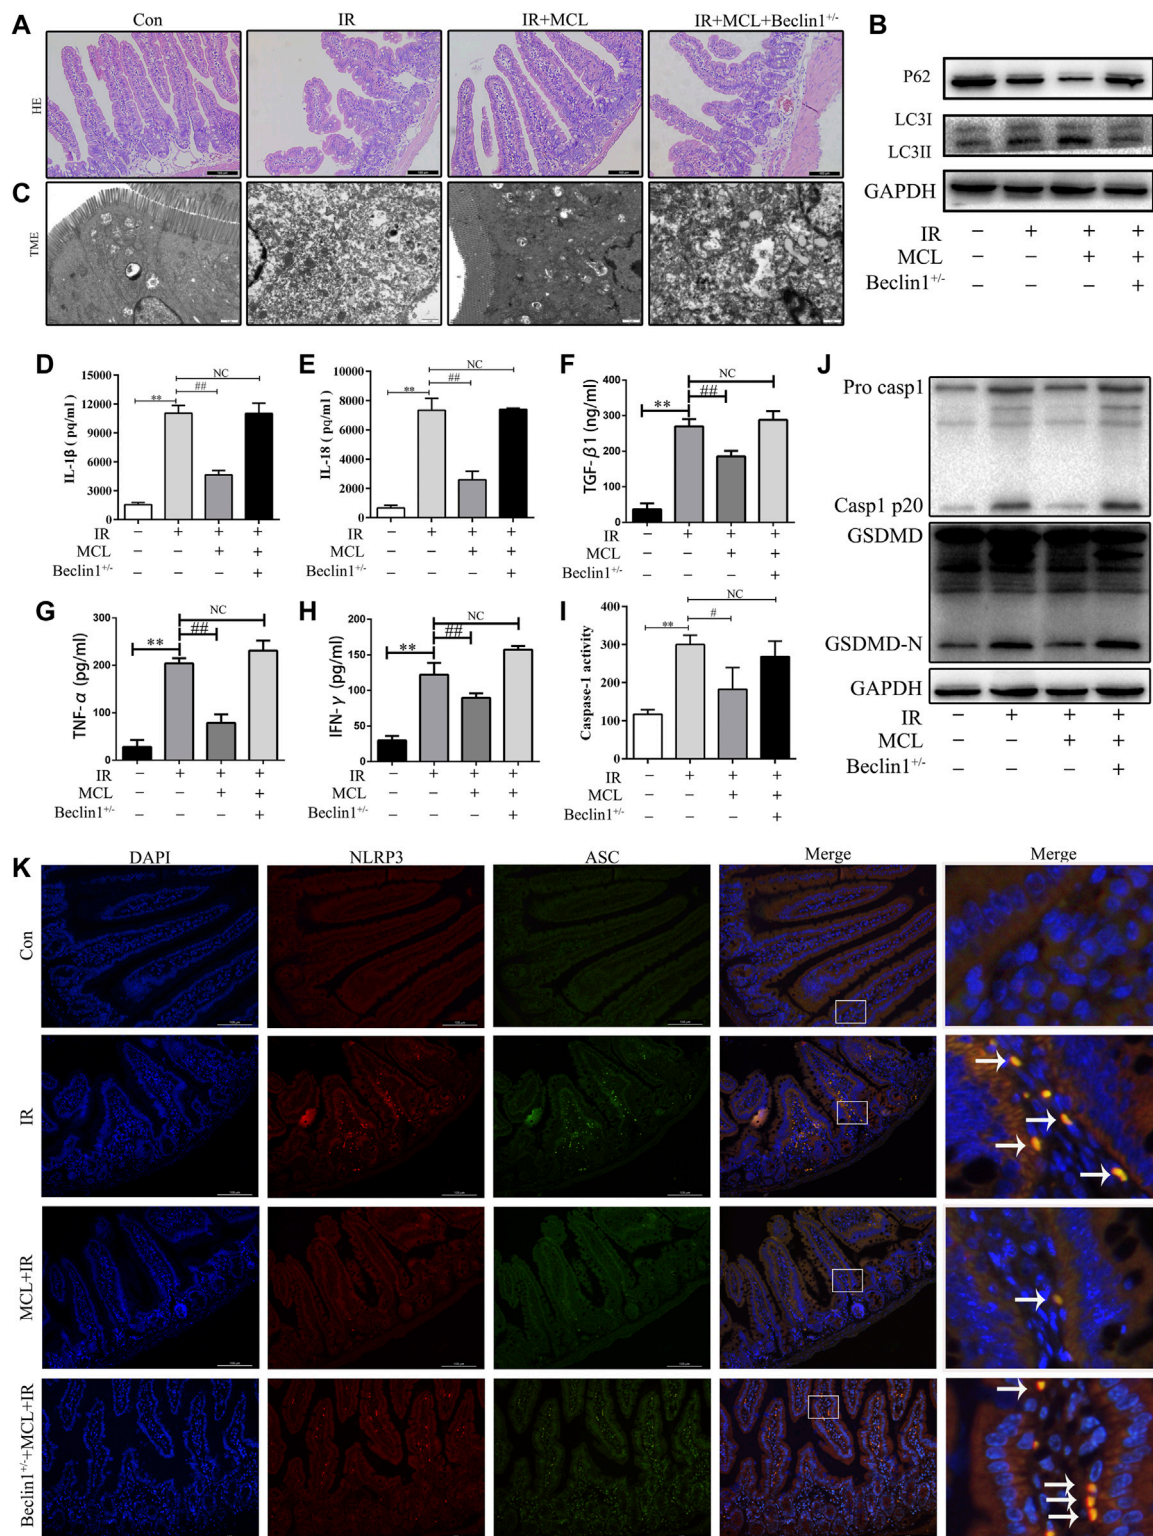 A
Con
IR
IR+MCL
IR+MCL+Beclin1+/-
HE
B
P62
LC3I
LC3II
GAPDH
IR − + + +
MCL − − + +
Beclin1+/- − − − +
C
TME
D
IL-1β ( pq/ml )
15000
12000
9000
6000
3000
0
**
##
NC
IR − + + +
MCL − − + +
Beclin1+/- − − − +
E
IL-18 ( pq/ml )
10000
8000
6000
4000
2000
0
**
##
NC
IR − + + +
MCL − − + +
Beclin1+/- − − − +
F
TGF-β1 (ng/ml)
400
300
200
100
0
**
##
NC
IR − + + +
MCL − − + +
Beclin1+/- − − − +
G
TNF-α (pg/ml)
300
200
100
0
**
##
NC
IR − + + +
MCL − − + +
Beclin1+/- − − − +
H
IFN-γ (pg/ml)
200
150
100
50
0
**
##
NC
IR − + + +
MCL − − + +
Beclin1+/- − − − +
I
Caspase-1 activity
400
300
200
100
0
**
#
NC
IR − + + +
MCL − − + +
Beclin1+/- − − − +
J
Pro casp1
Casp1 p20
GSDMD
GSDMD-N
GAPDH
IR − + + +
MCL − − + +
Beclin1+/- − − − +
K
DAPI
NLRP3
ASC
Merge
Merge
Con
IR
MCL+IR
Beclin1+/-+MCL+IR